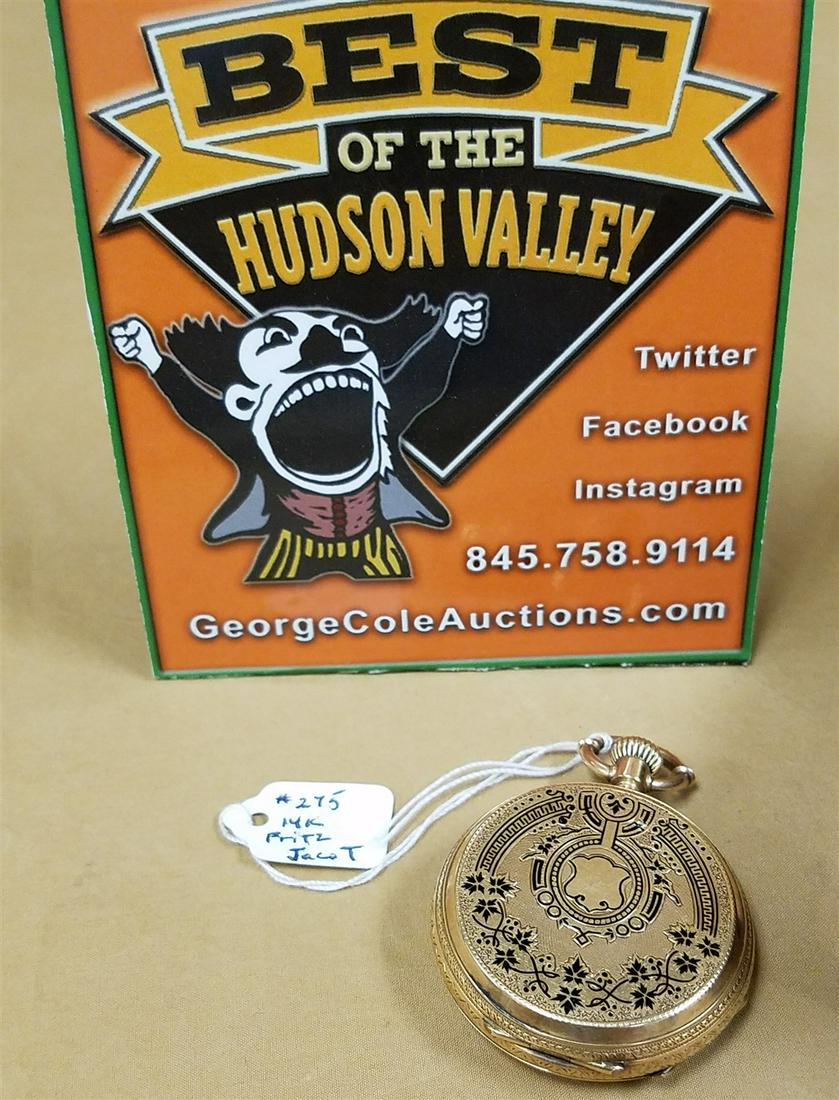 BEST
OF THE
HUDSON VALLEY
Twitter
Facebook
Instagram
845.758.9114
GeorgeColeAuctions.com
#275
14K
Fritz
Jacot